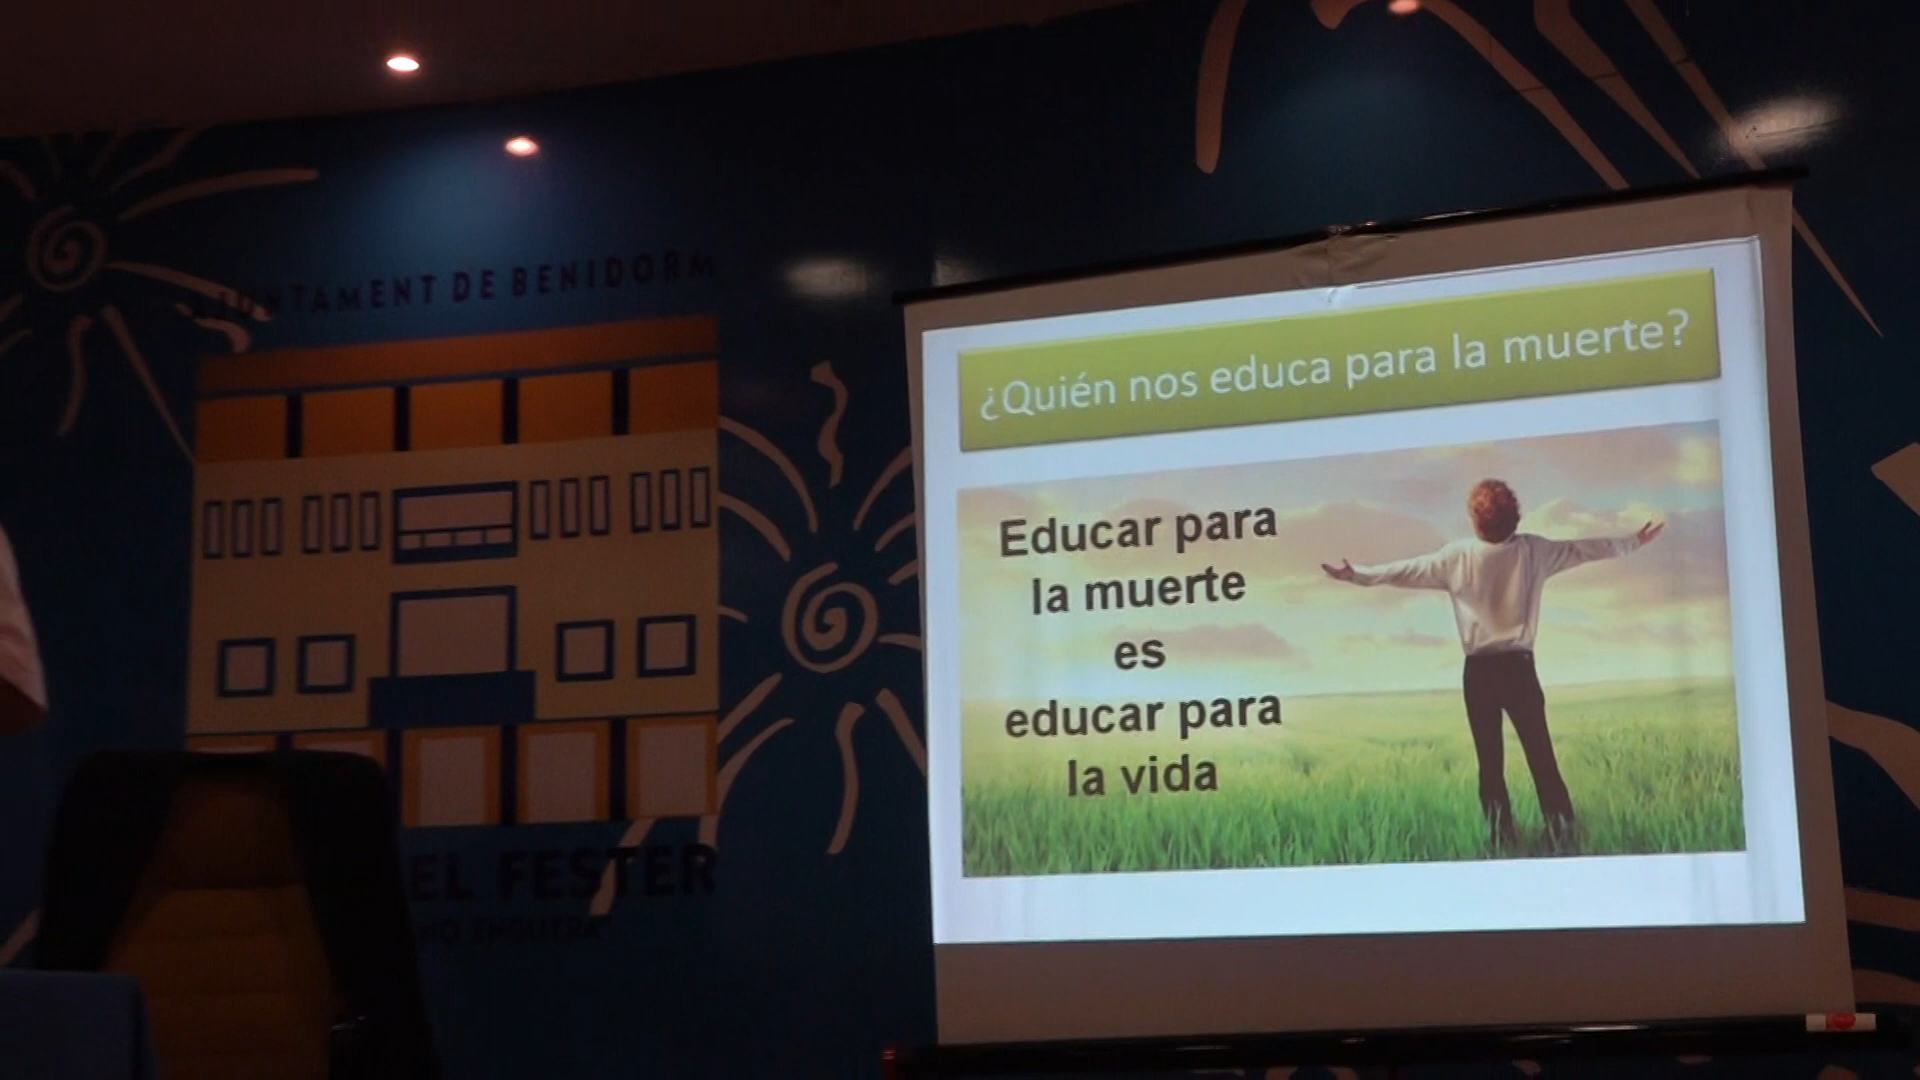 AJUNTAMENT DE BENIDORM
EL FESTER
¿Quién nos educa para la muerte?
Educar para
la muerte
es
educar para
la vida